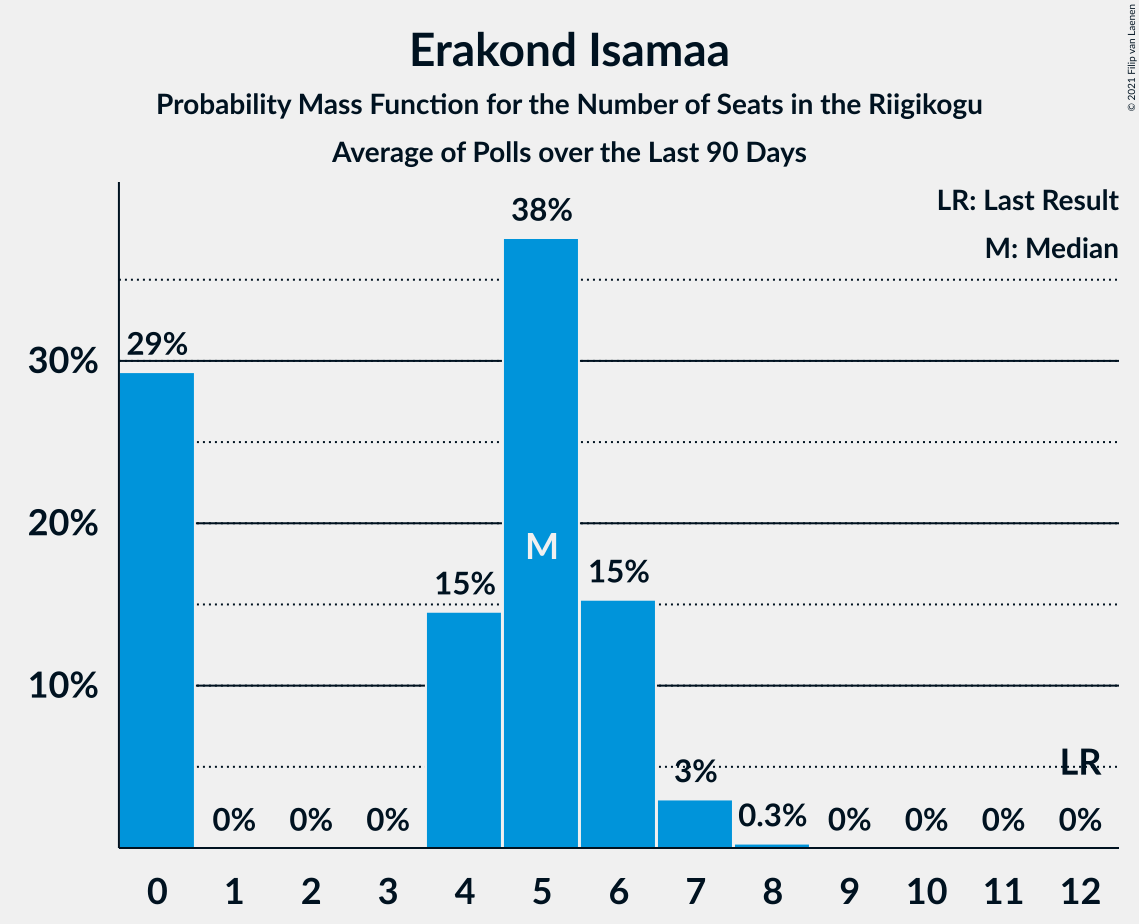 Erakond Isamaa
Probability Mass Function for the Number of Seats in the Riigikogu
Average of Polls over the Last 90 Days
© 2021 Filip van Laenen
LR: Last Result
M: Median
38%
29%
30%
20%
M
15%
15%
10%
LR
3%
0% 0% 0% 0.3% 0% 0% 0% 0%
0 1 2 3 4 5 6 7 8 9 10 11 12